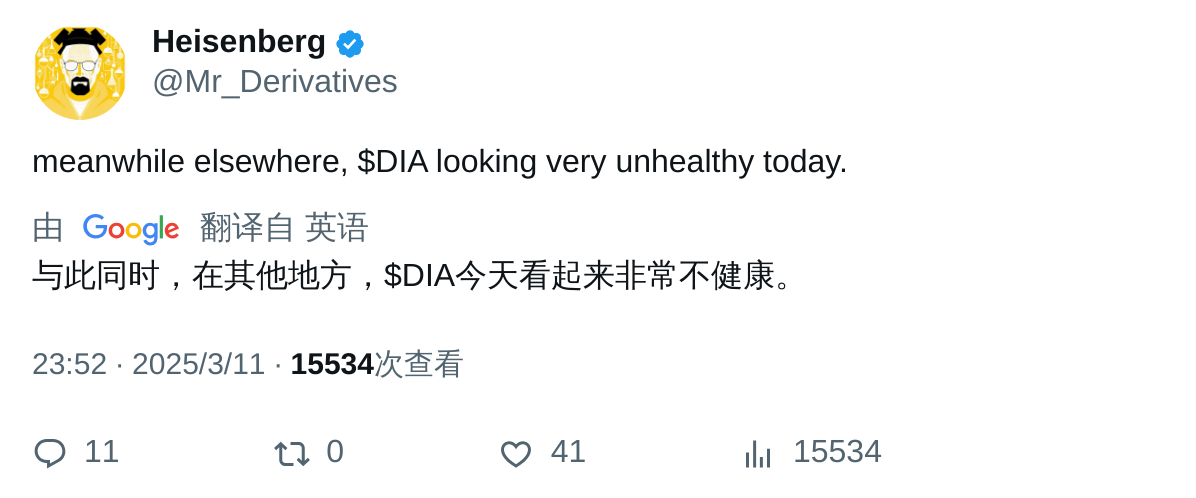 Heisenberg
@Mr_Derivatives
meanwhile elsewhere, $DIA looking very unhealthy today.
由 Google 翻译自 英语
与此同时，在其他地方，$DIA今天看起来非常不健康。
23:52 · 2025/3/11 · 15534次查看
11 0 41 15534